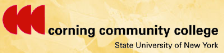 corning community college
State University of New York